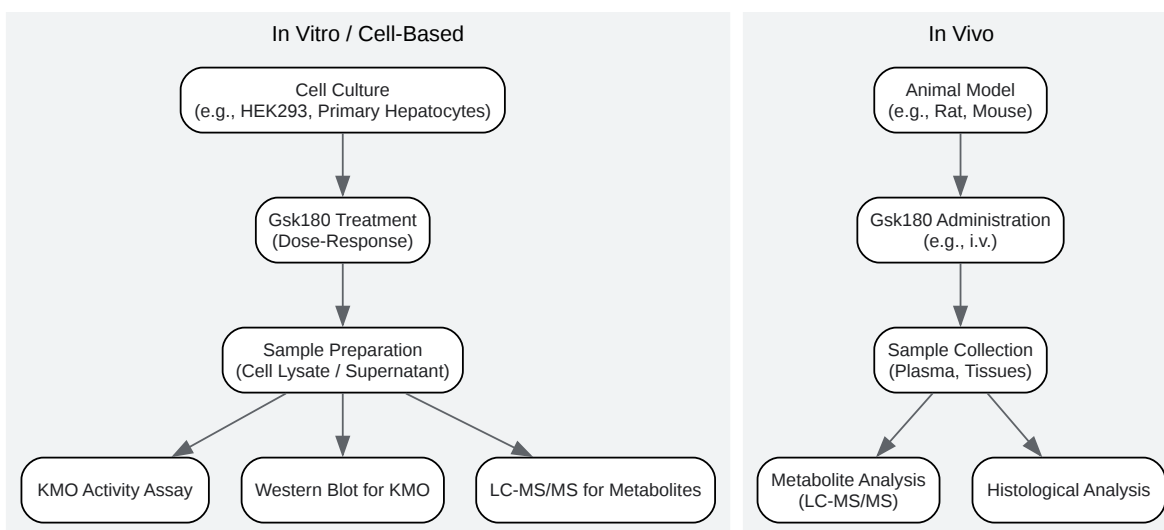 In Vitro / Cell-Based
Cell Culture
(e.g., HEK293, Primary Hepatocytes)
Gsk180 Treatment
(Dose-Response)
Sample Preparation
(Cell Lysate / Supernatant)
KMO Activity Assay
Western Blot for KMO
LC-MS/MS for Metabolites
In Vivo
Animal Model
(e.g., Rat, Mouse)
Gsk180 Administration
(e.g., i.v.)
Sample Collection
(Plasma, Tissues)
Metabolite Analysis
(LC-MS/MS)
Histological Analysis